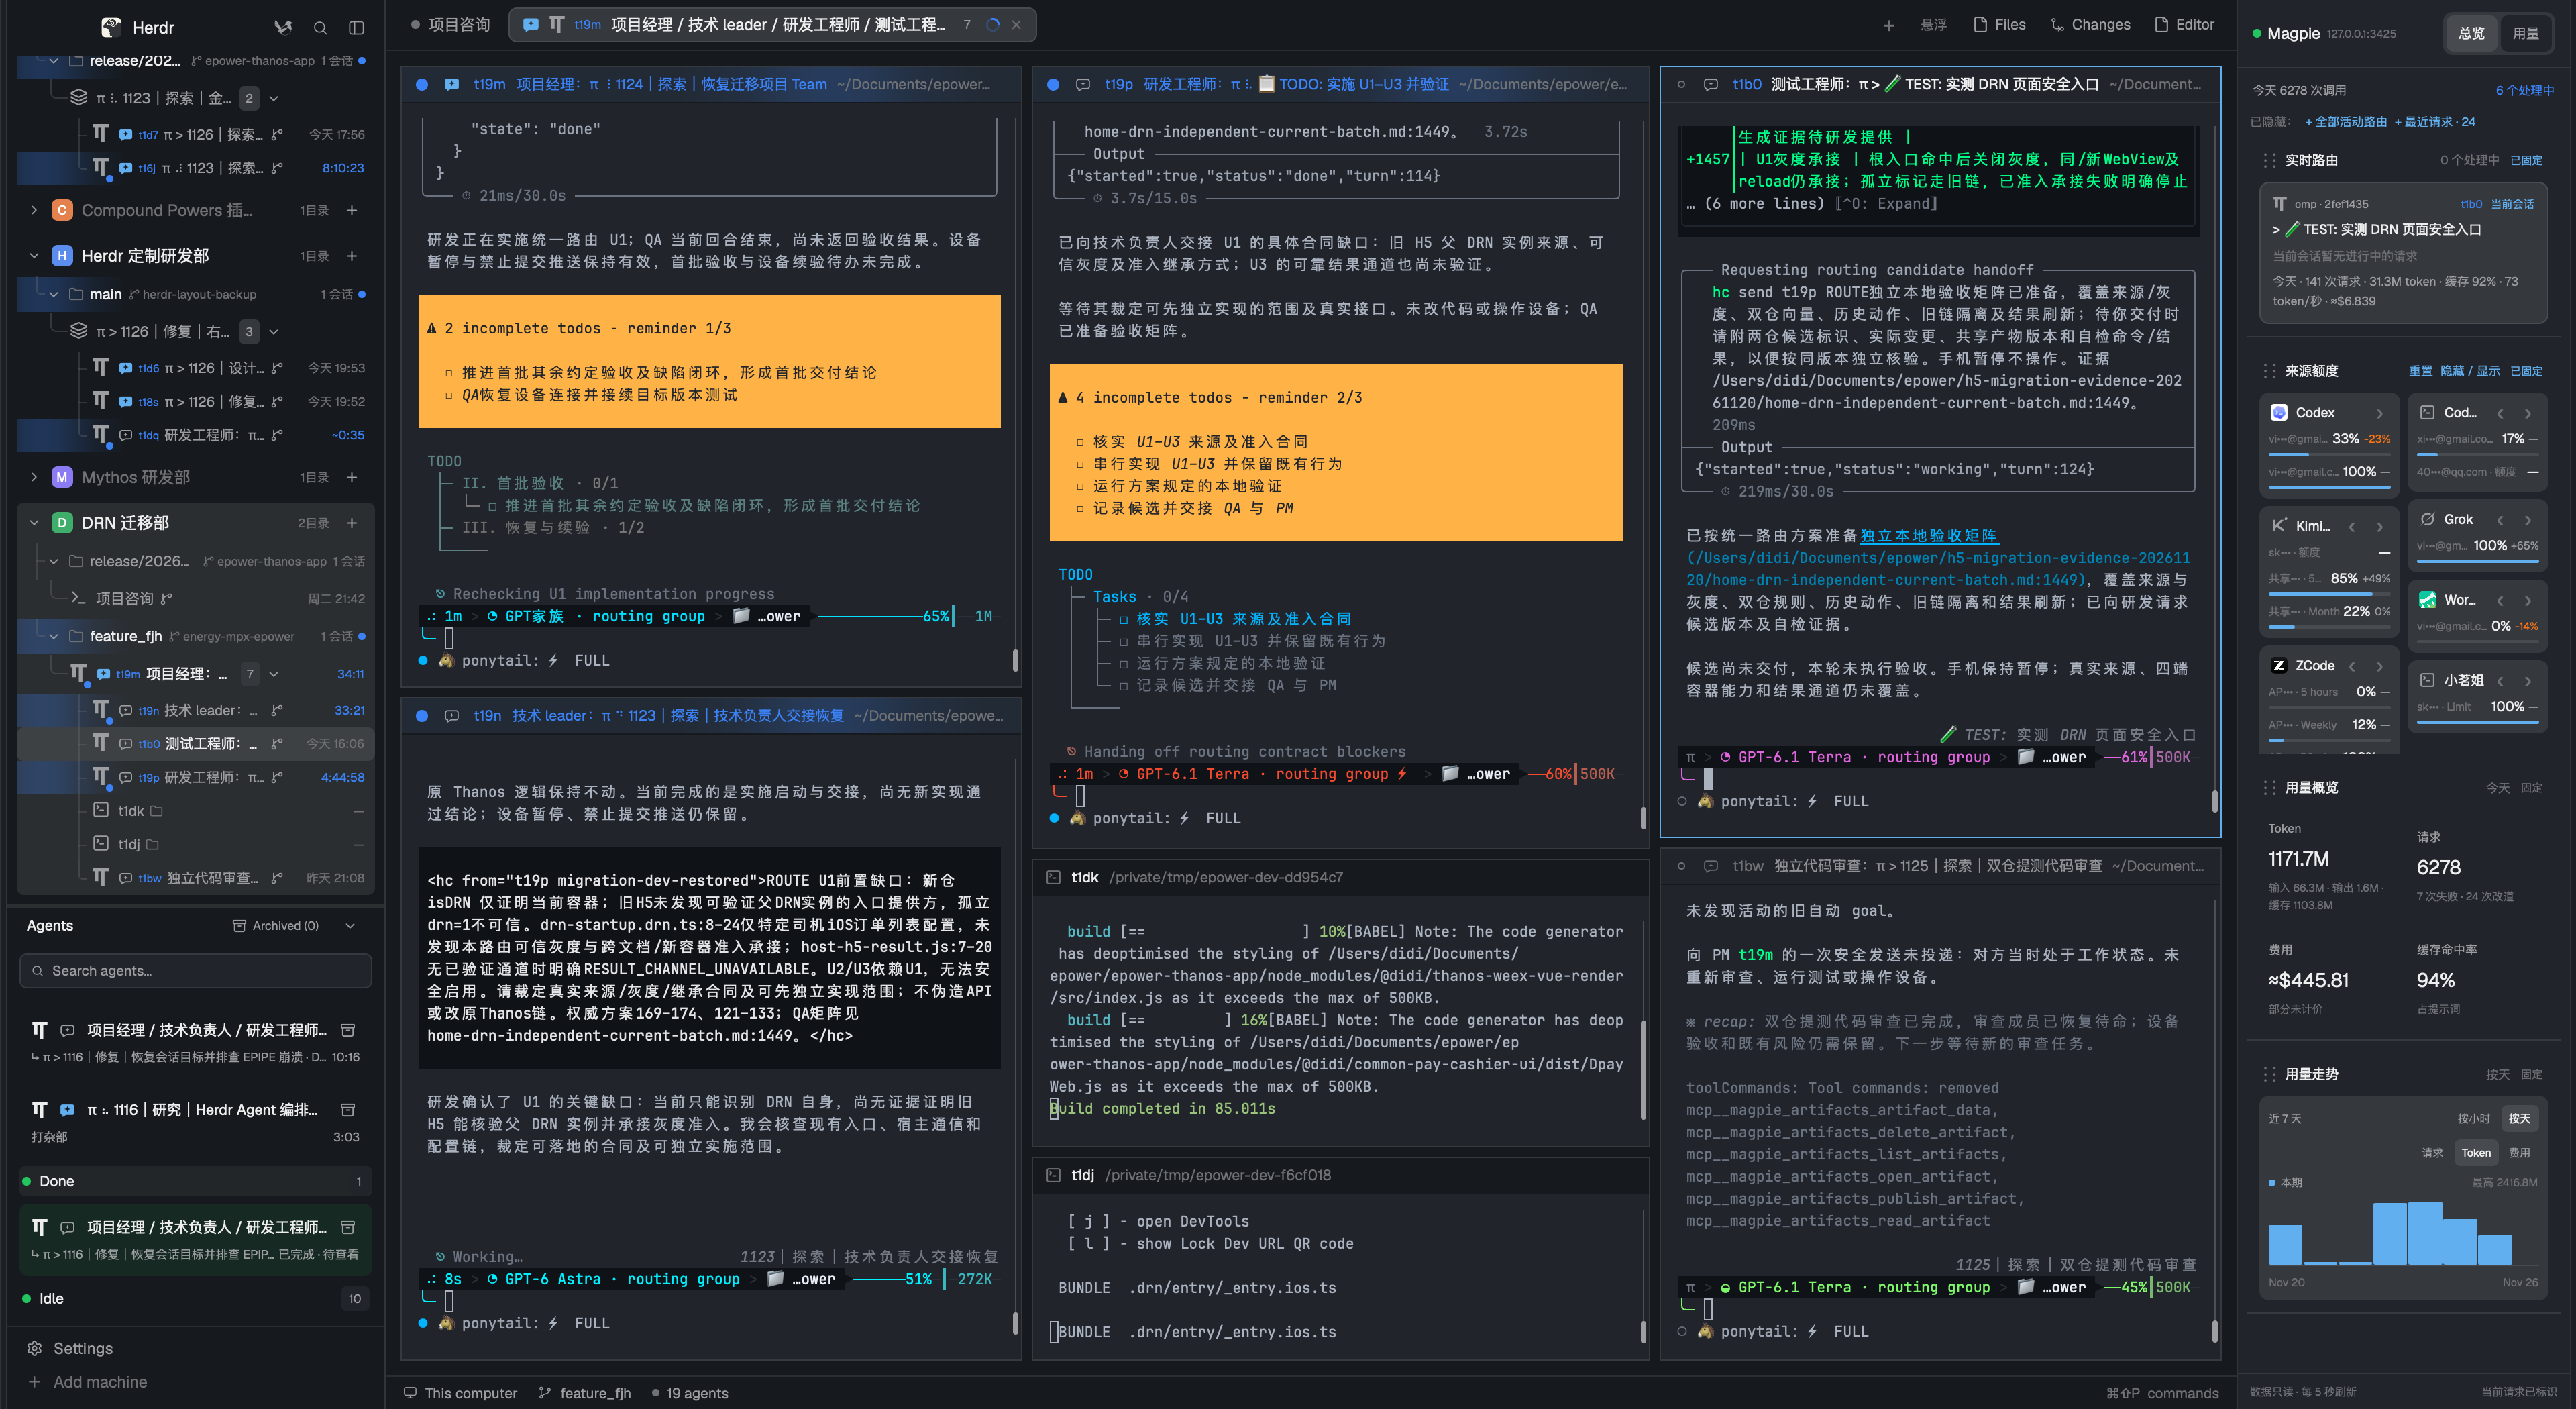 Herdr
release/202... epower-thanos-app 1 会话
π ⠇ 1123 | 探索 | 金... 2
t1d7 π > 1126 | 探索... 今天 17:56
t16j π ⠼ 1123 | 探索... 8:10:23
C Compound Powers 插... 1目录 +
H Herdr 定制研发部 1目录 +
main herdr-layout-backup 1 会话
π > 1126 | 修复 | 右... 3
t1d6 π > 1126 | 设计... 今天 19:53
t18s π > 1126 | 修复... 今天 19:52
t1dq 研发工程师：π... ~0:35
M Mythos 研发部 1目录 +
D DRN 迁移部 2目录 +
release/2026... epower-thanos-app 1 会话
项目咨询 周二 21:42
feature_fjh energy-mpx-epower 1 会话
t19m 项目经理：... 7 34:11
t19n 技术 leader：... 33:21
t1b0 测试工程师：... 今天 16:06
t19p 研发工程师：π... 4:44:58
t1dk —
t1dj —
t1bw 独立代码审查... 昨天 21:08
Agents Archived (0)
Search agents...
项目经理 / 技术负责人 / 研发工程师...
↳ π > 1116 | 修复 | 恢复会话目标并排查 EPIPE 崩溃 · D... 10:16
π ⠦ 1116 | 研究 | Herdr Agent 编排...
打杂部 3:03
Done 1
项目经理 / 技术负责人 / 研发工程师...
↳ π > 1116 | 修复 | 恢复会话目标并排查 EPIP... 已完成 · 待查看
Idle 10
Settings
+ Add machine
项目咨询
t19m 项目经理 / 技术 leader / 研发工程师 / 测试工程... 7 ×
+ 悬浮 Files Changes Editor
t19m 项目经理：π ⠇ 1124 | 探索 | 恢复迁移项目 Team ~/Documents/epower...
"state": "done"
}
}
21ms/30.0s
研发正在实施统一路由 U1；QA 当前回合结束，尚未返回验收结果。设备
暂停与禁止提交推送保持有效，首批验收与设备续验待办未完成。
2 incomplete todos - reminder 1/3
□ 推进首批其余约定验收及缺陷闭环，形成首批交付结论
□ QA恢复设备连接并接续目标版本测试
TODO
II. 首批验收 · 0/1
□ 推进首批其余约定验收及缺陷闭环，形成首批交付结论
III. 恢复与续验 · 1/2
Rechecking U1 implementation progress
1m > GPT家族 · routing group > …ower 65% 1M
ponytail: ⚡ FULL
t19n 技术 leader：π 1123 | 探索 | 技术负责人交接恢复 ~/Documents/epowe...
原 Thanos 逻辑保持不动。当前完成的是实施启动与交接，尚无新实现通
过结论；设备暂停、禁止提交推送仍保留。
<hc from="t19p migration-dev-restored">ROUTE U1前置缺口：新仓
isDRN 仅证明当前容器；旧H5未发现可验证父DRN实例的入口提供方，孤立
drn=1不可信。drn-startup.drn.ts:8–24仅特定司机iOS订单列表配置，未
发现本路由可信灰度与跨文档/新容器准入承接；host-h5-result.js:7–20
无已验证通道时明确RESULT_CHANNEL_UNAVAILABLE。U2/U3依赖U1，无法安
全启用。请裁定真实来源/灰度/继承合同及可先独立实现范围；不伪造API
或改原Thanos链。权威方案169–174、121–133；QA矩阵见
home-drn-independent-current-batch.md:1449。</hc>
研发确认了 U1 的关键缺口：当前只能识别 DRN 自身，尚无证据证明旧
H5 能核验父 DRN 实例并承接灰度准入。我会核查现有入口、宿主通信和
配置链，裁定可落地的合同及可独立实施范围。
Working…
1123 | 探索 | 技术负责人交接恢复
8s > GPT-6 Astra · routing group > …ower 51% 272K
ponytail: ⚡ FULL
t19p 研发工程师：π ⠦ 📋 TODO: 实施 U1–U3 并验证 ~/Documents/epower/e...
home-drn-independent-current-batch.md:1449。 3.72s
Output
{"started":true,"status":"done","turn":114}
3.7s/15.0s
已向技术负责人交接 U1 的具体合同缺口：旧 H5 父 DRN 实例来源、可
信灰度及准入继承方式；U3 的可靠结果通道也尚未验证。
等待其裁定可先独立实现的范围及真实接口。未改代码或操作设备；QA
已准备验收矩阵。
4 incomplete todos - reminder 2/3
□ 核实 U1–U3 来源及准入合同
□ 串行实现 U1–U3 并保留既有行为
□ 运行方案规定的本地验证
□ 记录候选并交接 QA 与 PM
TODO
Tasks · 0/4
□ 核实 U1–U3 来源及准入合同
□ 串行实现 U1–U3 并保留既有行为
□ 运行方案规定的本地验证
□ 记录候选并交接 QA 与 PM
Handing off routing contract blockers
1m > GPT-6.1 Terra · routing group ⚡ > …ower 60% 500K
ponytail: ⚡ FULL
t1dk /private/tmp/epower-dev-dd954c7
build [== ] 10%[BABEL] Note: The code generator
has deoptimised the styling of /Users/didi/Documents/
epower/epower-thanos-app/node_modules/@didi/thanos-weex-vue-render
/src/index.js as it exceeds the max of 500KB.
build [== ] 16%[BABEL] Note: The code generator has deop
timised the styling of /Users/didi/Documents/epower/ep
ower-thanos-app/node_modules/@didi/common-pay-cashier-ui/dist/Dpay
Web.js as it exceeds the max of 500KB.
Build completed in 85.011s
t1dj /private/tmp/epower-dev-f6cf018
[ j ] - open DevTools
[ l ] - show Lock Dev URL QR code
BUNDLE .drn/entry/_entry.ios.ts
BUNDLE .drn/entry/_entry.ios.ts
t1b0 测试工程师：π > TEST: 实测 DRN 页面安全入口 ~/Document...
生成证据待研发提供 |
+1457 | U1灰度承接 | 根入口命中后关闭灰度，同/新WebView及
reload仍承接；孤立标记走旧链，已准入承接失败明确停止
… (6 more lines) ⟦^O: Expand⟧
Requesting routing candidate handoff
hc send t19p ROUTE独立本地验收矩阵已准备，覆盖来源/灰
度、双仓向量、历史动作、旧链隔离及结果刷新；待你交付时
请附两仓候选标识、实际变更、共享产物版本和自检命令/结
果，以便按同版本独立核验。手机暂停不操作。证据
/Users/didi/Documents/epower/h5-migration-evidence-202
61120/home-drn-independent-current-batch.md:1449。
209ms
Output
{"started":true,"status":"working","turn":124}
219ms/30.0s
已按统一路由方案准备独立本地验收矩阵
(/Users/didi/Documents/epower/h5-migration-evidence-202611
20/home-drn-independent-current-batch.md:1449)，覆盖来源与
灰度、双仓规则、历史动作、旧链隔离和结果刷新；已向研发请求
候选版本及自检证据。
候选尚未交付，本轮未执行验收。手机保持暂停；真实来源、四端
容器能力和结果通道仍未覆盖。
TEST: 实测 DRN 页面安全入口
π > GPT-6.1 Terra · routing group > …ower 61% 500K
ponytail: ⚡ FULL
t1bw 独立代码审查：π > 1125 | 探索 | 双仓提测代码审查 ~/Document...
未发现活动的旧自动 goal。
向 PM t19m 的一次安全发送未投递：对方当时处于工作状态。未
重新审查、运行测试或操作设备。
※ recap: 双仓提测代码审查已完成，审查成员已恢复待命；设备
验收和既有风险仍需保留。下一步等待新的审查任务。
toolCommands: Tool commands: removed
mcp__magpie_artifacts_artifact_data,
mcp__magpie_artifacts_delete_artifact,
mcp__magpie_artifacts_list_artifacts,
mcp__magpie_artifacts_open_artifact,
mcp__magpie_artifacts_publish_artifact,
mcp__magpie_artifacts_read_artifact
1125 | 探索 | 双仓提测代码审查
π > GPT-6.1 Terra · routing group > …ower 45% 500K
ponytail: ⚡ FULL
This computer feature_fjh 19 agents ⌘⇧P commands
Magpie 127.0.0.1:3425 总览 用量
今天 6278 次调用 6 个处理中
已隐藏： + 全部活动路由 + 最近请求 · 24
实时路由 0 个处理中 已固定
omp · 2fef1435 t1b0 当前会话
> TEST: 实测 DRN 页面安全入口
当前会话暂无进行中的请求
今天 · 141 次请求 · 31.3M token · 缓存 92% · 73
token/秒 · ≈$6.839
来源额度 重置 隐藏 / 显示 已固定
Codex
vi•••@gmai... 33% -23%
vi•••@gmail.c... 100% —
Cod...
xi•••@gmail.co... 17% —
40•••@qq.com · 额度 —
Kimi...
sk••• · 额度 —
共享••• · 5... 85% +49%
共享••• · Month 22% 0%
Grok
vi•••@gm... 100% +65%
Wor...
vi•••@gmail.c... 0% -14%
ZCode
AP••• · 5 hours 0% —
AP••• · Weekly 12% —
小茗姐
sk••• · Limit 100% —
用量概览 今天 固定
Token
1171.7M
输入 66.3M · 输出 1.6M ·
缓存 1103.8M
请求
6278
7 次失败 · 24 次改道
费用
≈$445.81
部分未计价
缓存命中率
94%
占提示词
用量走势 按天 固定
近 7 天 按小时 按天
请求 Token 费用
本期 最高 2416.8M
Nov 20 Nov 26
数据只读 · 每 5 秒刷新 当前请求已标识